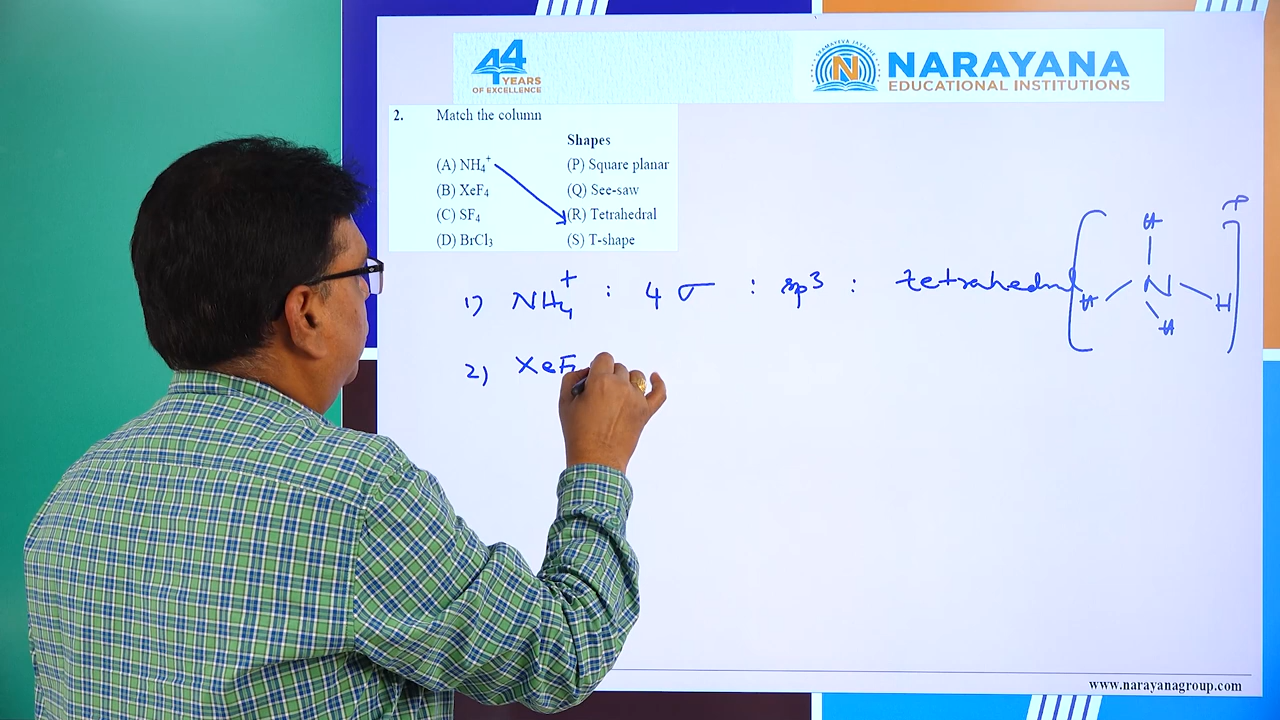 44
YEARS
OF EXCELLENCE
NARAYANA
EDUCATIONAL INSTITUTIONS
2. Match the column
Shapes
(A) NH₄⁺ (P) Square planar
(B) XeF₄ (Q) See-saw
(C) SF₄ (R) Tetrahedral
(D) BrCl₃ (S) T-shape
1) NH₄⁺ : 4 σ : sp³ : tetrahedral
[ H
N
H H
H ]⁺
2) XeF
www.narayanagroup.com